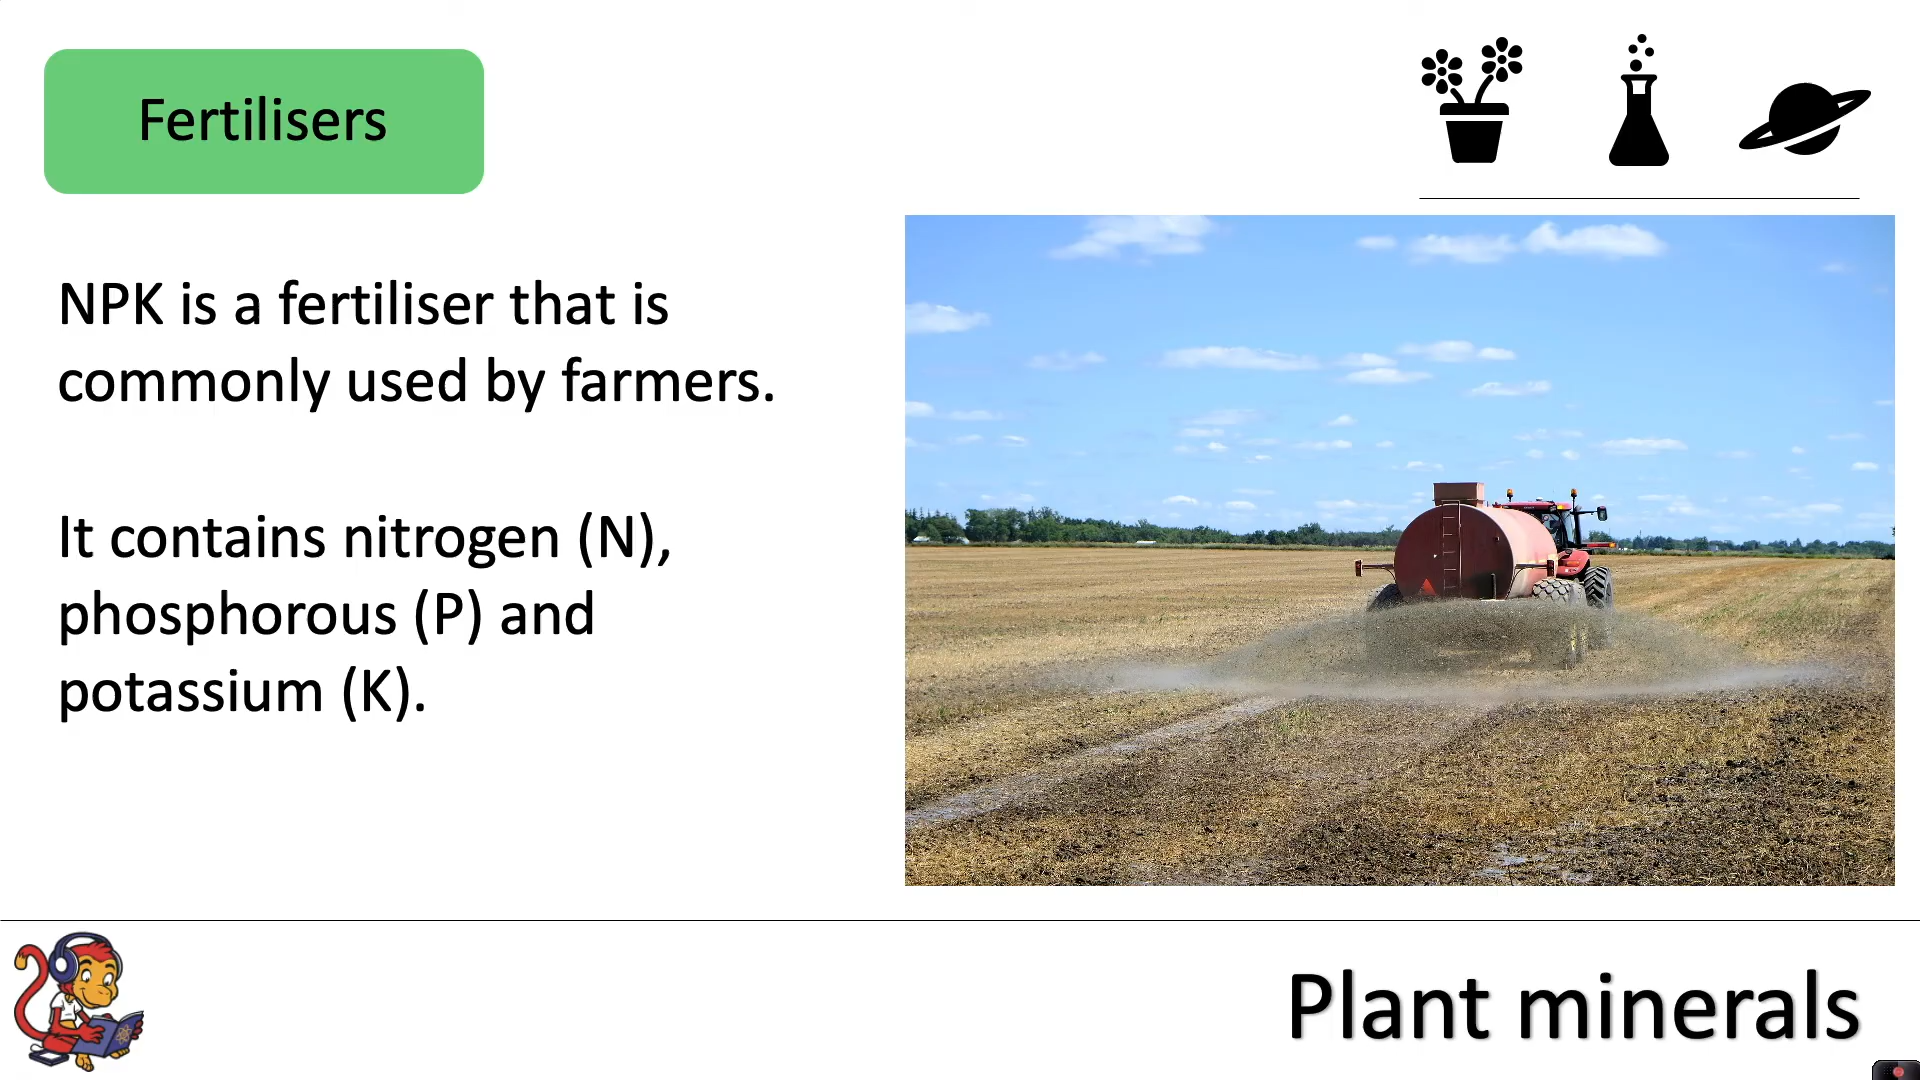 Fertilisers
NPK is a fertiliser that is
commonly used by farmers.
It contains nitrogen (N),
phosphorous (P) and
potassium (K).
Plant minerals